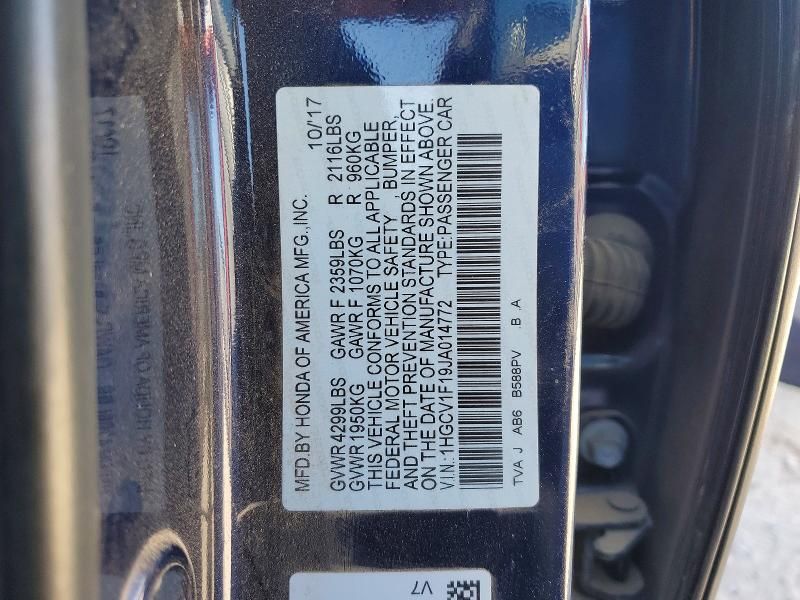 MFD.BY HONDA OF AMERICA MFG.,INC. 10/'17
GVWR 4299LBS GAWR F 2359LBS R 2116LBS
GVWR 1950KG GAWR F 1070KG R 960KG
THIS VEHICLE CONFORMS TO ALL APPLICABLE
FEDERAL MOTOR VEHICLE SAFETY, BUMPER,
AND THEFT PREVENTION STANDARDS IN EFFECT
ON THE DATE OF MANUFACTURE SHOWN ABOVE.
V.I.N.:1HGCV1F19JA014772 TYPE:PASSENGER CAR
TVA J AB6 B588PV .B .A
V7